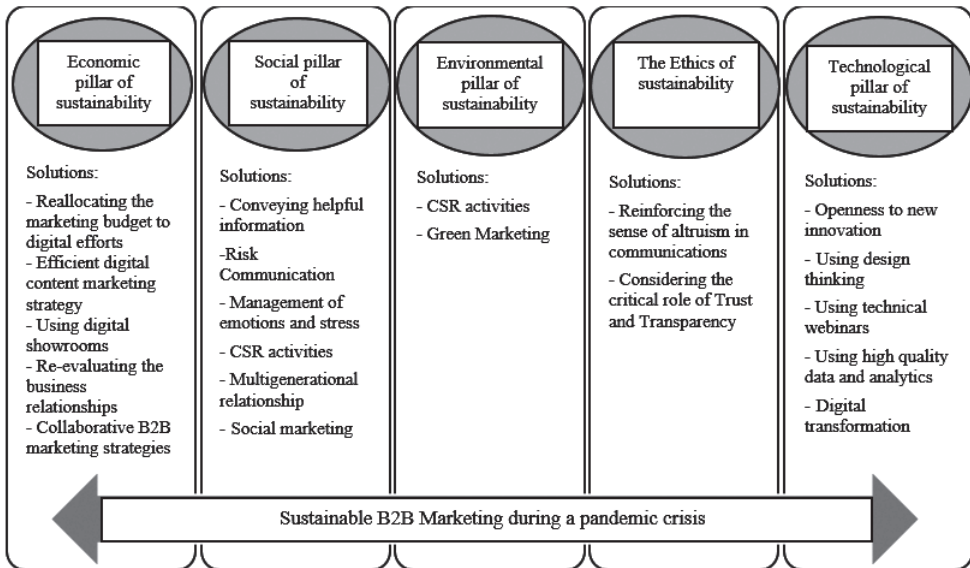 Economic
pillar of
sustainability
Solutions:
- Reallocating the
marketing budget to
digital efforts
- Efficient digital
content marketing
strategy
- Using digital
showrooms
- Re-evaluating the
business
relationships
- Collaborative B2B
marketing strategies
Social pillar
of
sustainability
Solutions:
- Conveying helpful
information
-Risk
Communication
- Management of
emotions and stress
- CSR activities
- Multigenerational
relationship
- Social marketing
Environmental
pillar of
sustainability
Solutions:
- CSR activities
- Green Marketing
The Ethics of
sustainability
Solutions:
- Reinforcing the
sense of altruism in
communications
- Considering the
critical role of Trust
and Transparency
Technological
pillar of
sustainability
Solutions:
- Openness to new
innovation
- Using design
thinking
- Using technical
webinars
- Using high quality
data and analytics
- Digital
transformation
Sustainable B2B Marketing during a pandemic crisis